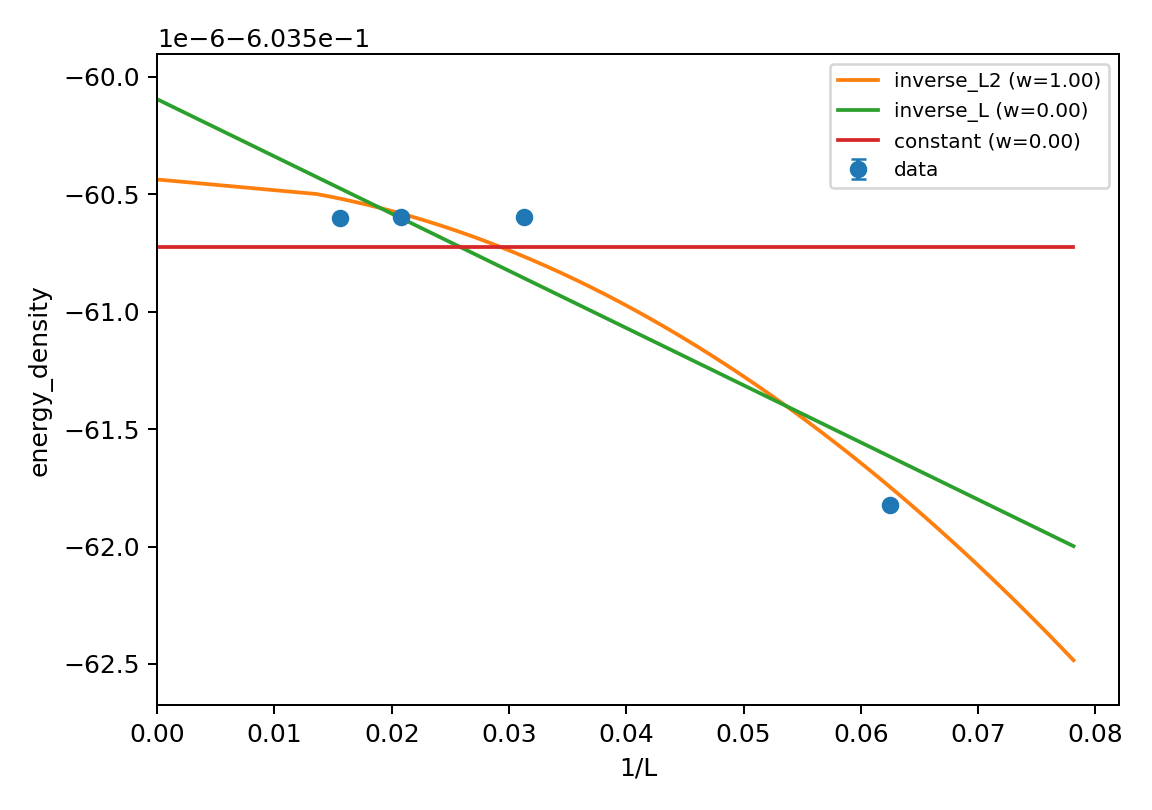 1e−6−6.035e−1
−60.0
−60.5
−61.0
−61.5
−62.0
−62.5
energy_density
inverse_L2 (w=1.00)
inverse_L (w=0.00)
constant (w=0.00)
data
0.00 0.01 0.02 0.03 0.04 0.05 0.06 0.07 0.08
1/L